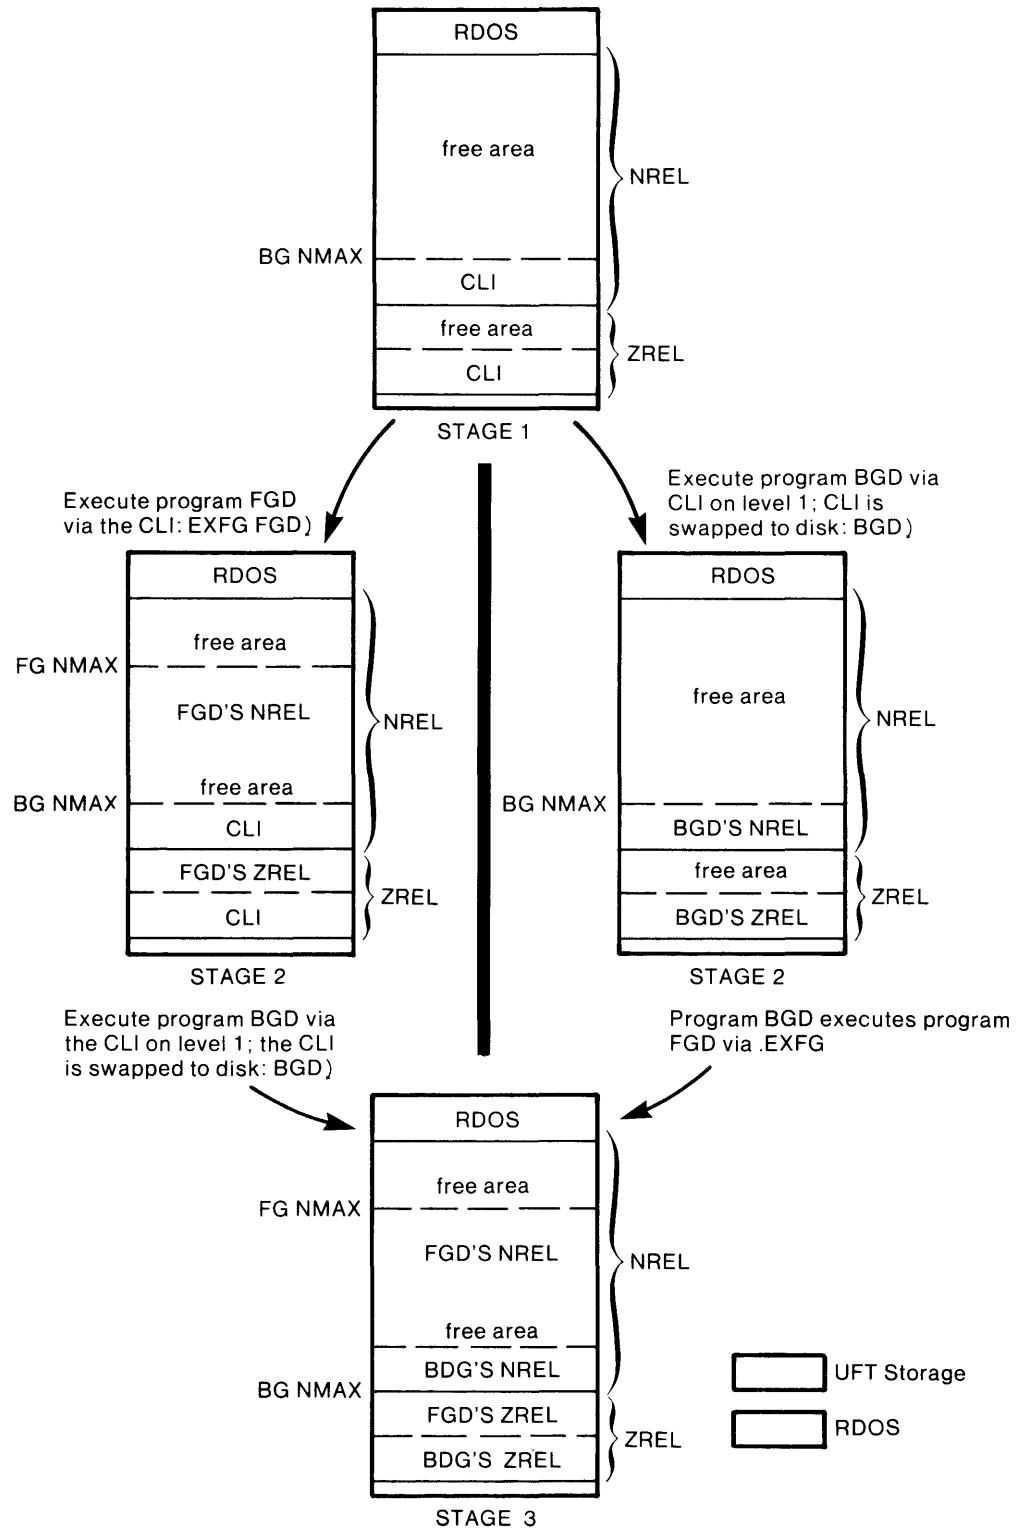 RDOS
free area
NREL
BG NMAX
CLI
free area
ZREL
CLI
STAGE 1
Execute program FGD
via the CLI: EXFG FGD)
Execute program BGD via
CLI on level 1; CLI is
swapped to disk: BGD)
RDOS
free area
FG NMAX
FGD'S NREL
NREL
free area
BG NMAX
CLI
FGD'S ZREL
ZREL
CLI
STAGE 2
RDOS
free area
NREL
BG NMAX
BGD'S NREL
free area
ZREL
BGD'S ZREL
STAGE 2
Execute program BGD via
the CLI on level 1; the CLI
is swapped to disk: BGD)
Program BGD executes program
FGD via .EXFG
RDOS
free area
FG NMAX
FGD'S NREL
NREL
free area
BDG'S NREL
BG NMAX
FGD'S ZREL
ZREL
BDG'S ZREL
STAGE 3
UFT Storage
RDOS